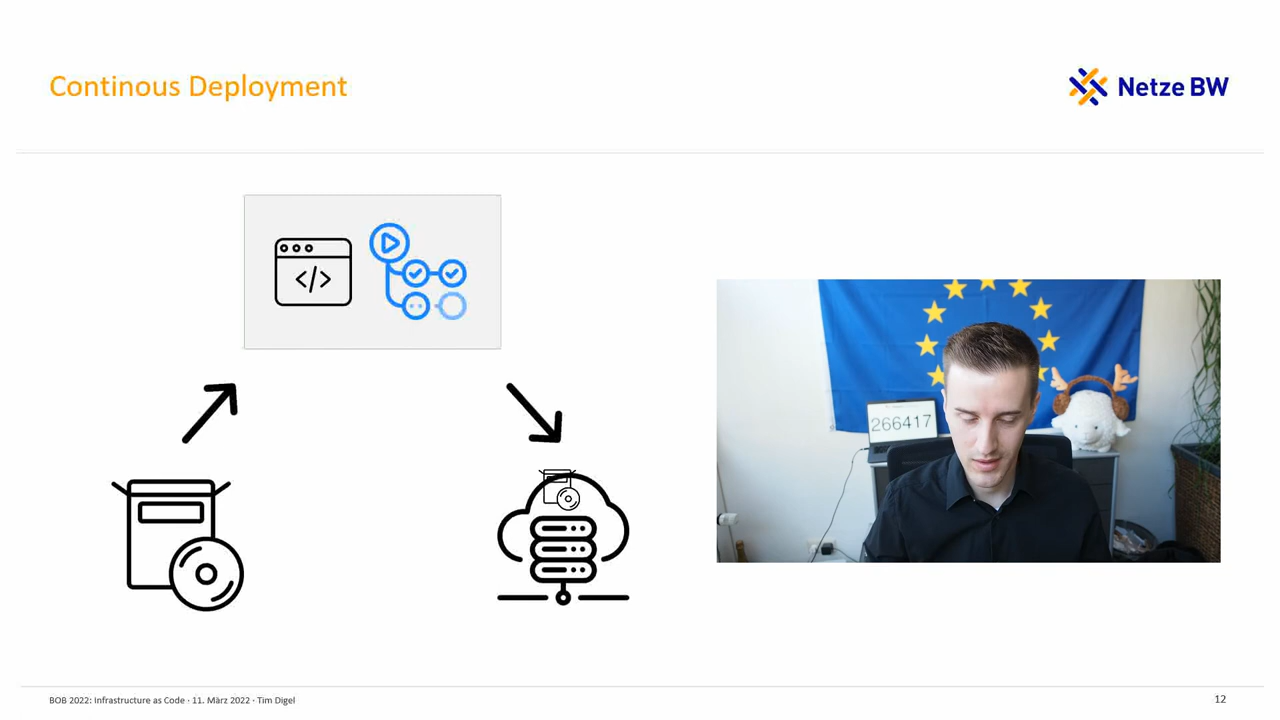 Continous Deployment
Netze BW
</>
266417
BOB 2022: Infrastructure as Code · 11. März 2022 · Tim Digel
12